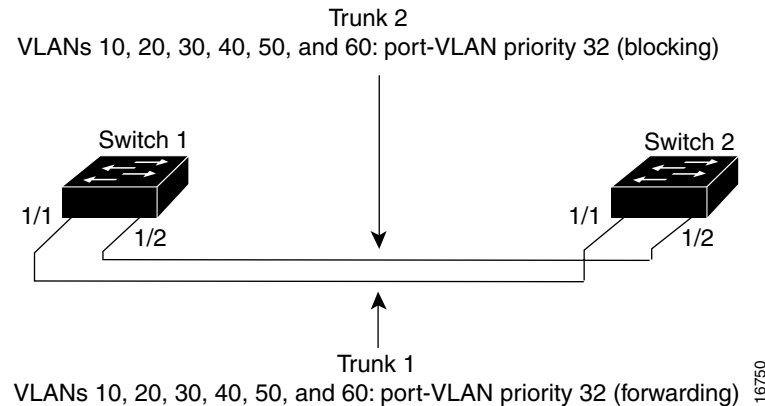 Trunk 2
VLANs 10, 20, 30, 40, 50, and 60: port-VLAN priority 32 (blocking)
Switch 1
Switch 2
1/1
1/2
1/1
1/2
Trunk 1
VLANs 10, 20, 30, 40, 50, and 60: port-VLAN priority 32 (forwarding)
16750